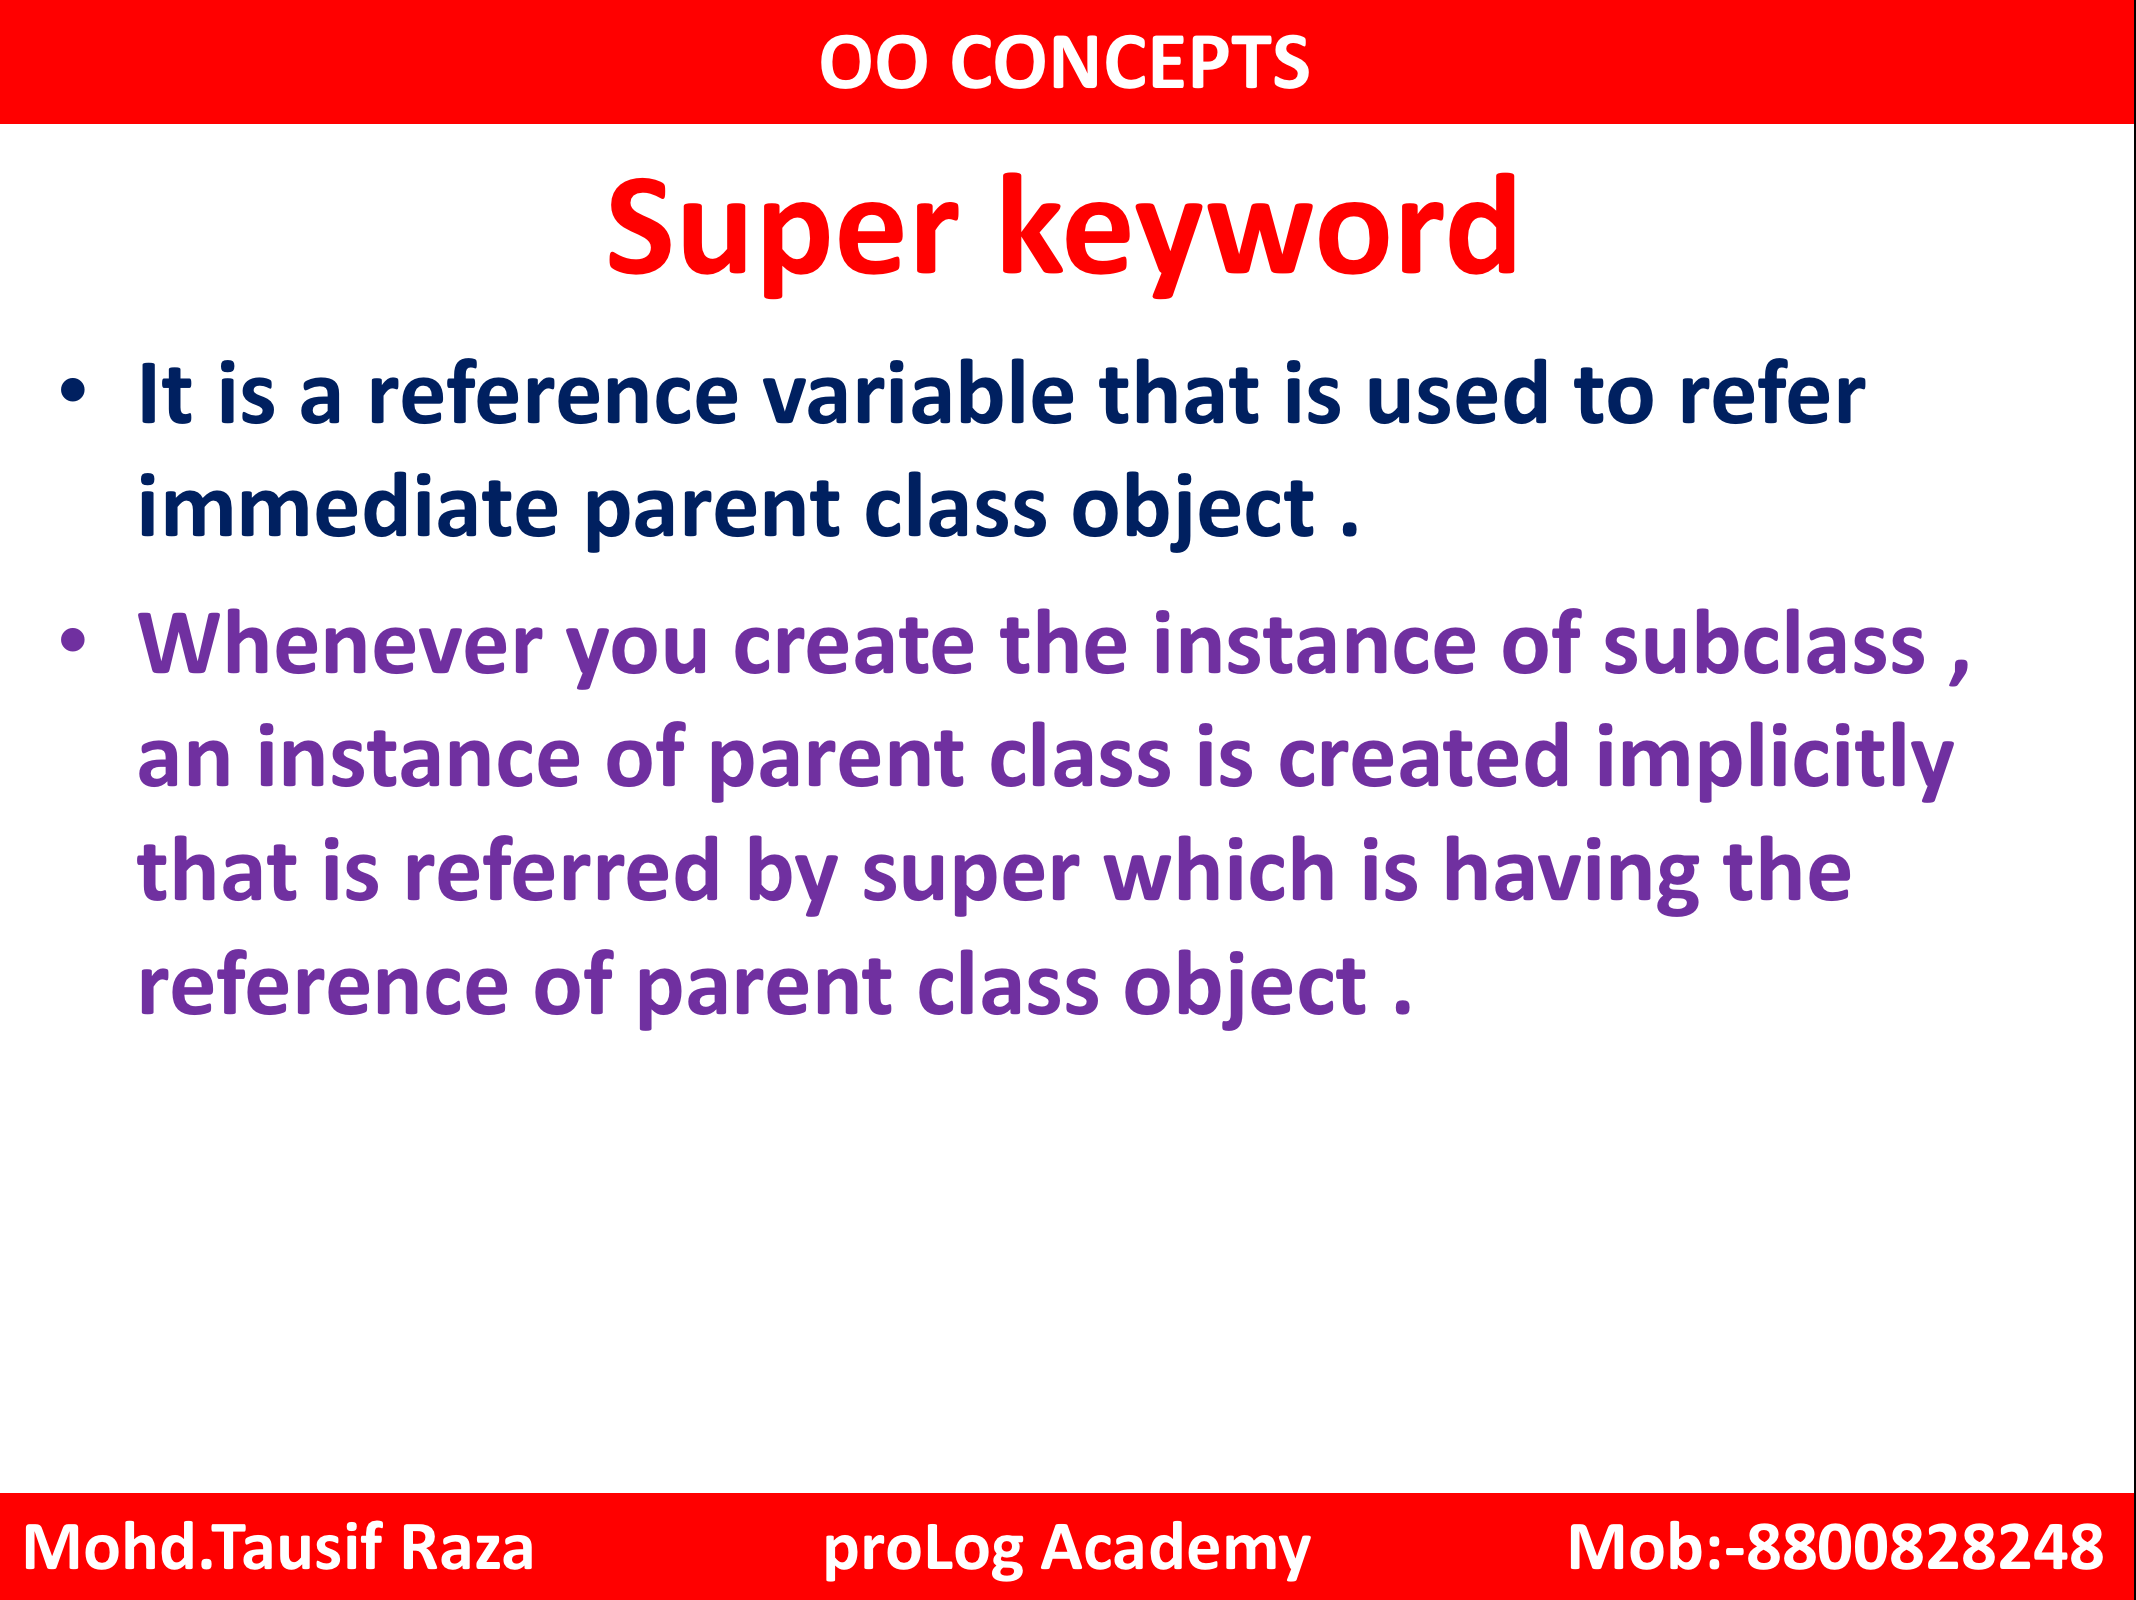 OO CONCEPTS
Super keyword
• It is a reference variable that is used to refer
immediate parent class object .
• Whenever you create the instance of subclass ,
an instance of parent class is created implicitly
that is referred by super which is having the
reference of parent class object .
Mohd.Tausif Raza proLog Academy Mob:-8800828248